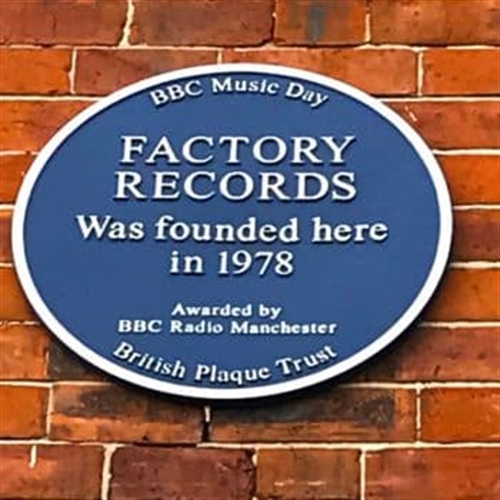 BBC Music Day
FACTORY
RECORDS
Was founded here
in 1978
Awarded by
BBC Radio Manchester
British Plaque Trust